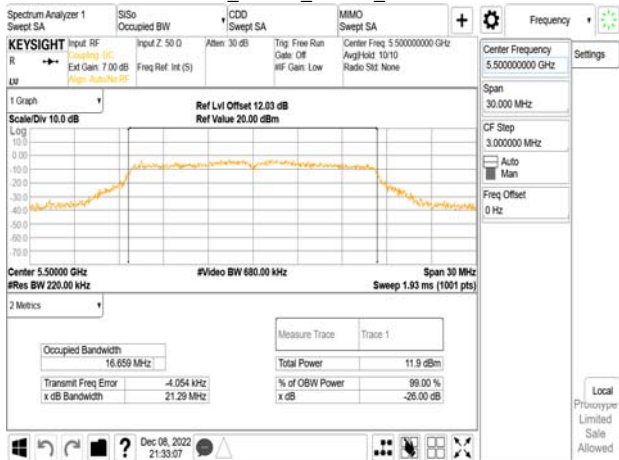 Spectrum Analyzer 1
Swept SA
SISo
Occupied BW
CDD
Swept SA
MIMO
Swept SA
Frequency
KEYSIGHT
R
Input: RF
Coupling: DC
Ext Gain: 7.00 dB
Align: Auto/No RF
Input Z: 50 Ω
Freq Ref: Int (S)
Atten: 30 dB
Trig: Free Run
Gate: Off
#IF Gain: Low
Center Freq: 5.500000000 GHz
Avg|Hold: 10/10
Radio Std: None
Center Frequency
5.500000000 GHz
Settings
Span
30.000 MHz
CF Step
3.000000 MHz
Auto
Man
Freq Offset
0 Hz
1 Graph
Scale/Div 10.0 dB
Ref Lvl Offset 12.03 dB
Ref Value 20.00 dBm
Log
10.0
0.00
-10.0
-20.0
-30.0
-40.0
-50.0
-60.0
-70.0
Center 5.50000 GHz
#Video BW 680.00 kHz
Span 30 MHz
#Res BW 220.00 kHz
Sweep 1.93 ms (1001 pts)
2 Metrics
Measure Trace Trace 1
Occupied Bandwidth
16.659 MHz
Total Power 11.9 dBm
Transmit Freq Error -4.054 kHz
% of OBW Power 99.00 %
x dB Bandwidth 21.29 MHz
x dB -26.00 dB
Local
Prototype
Limited
Sale
Allowed
?
Dec 08, 2022
21:33:07